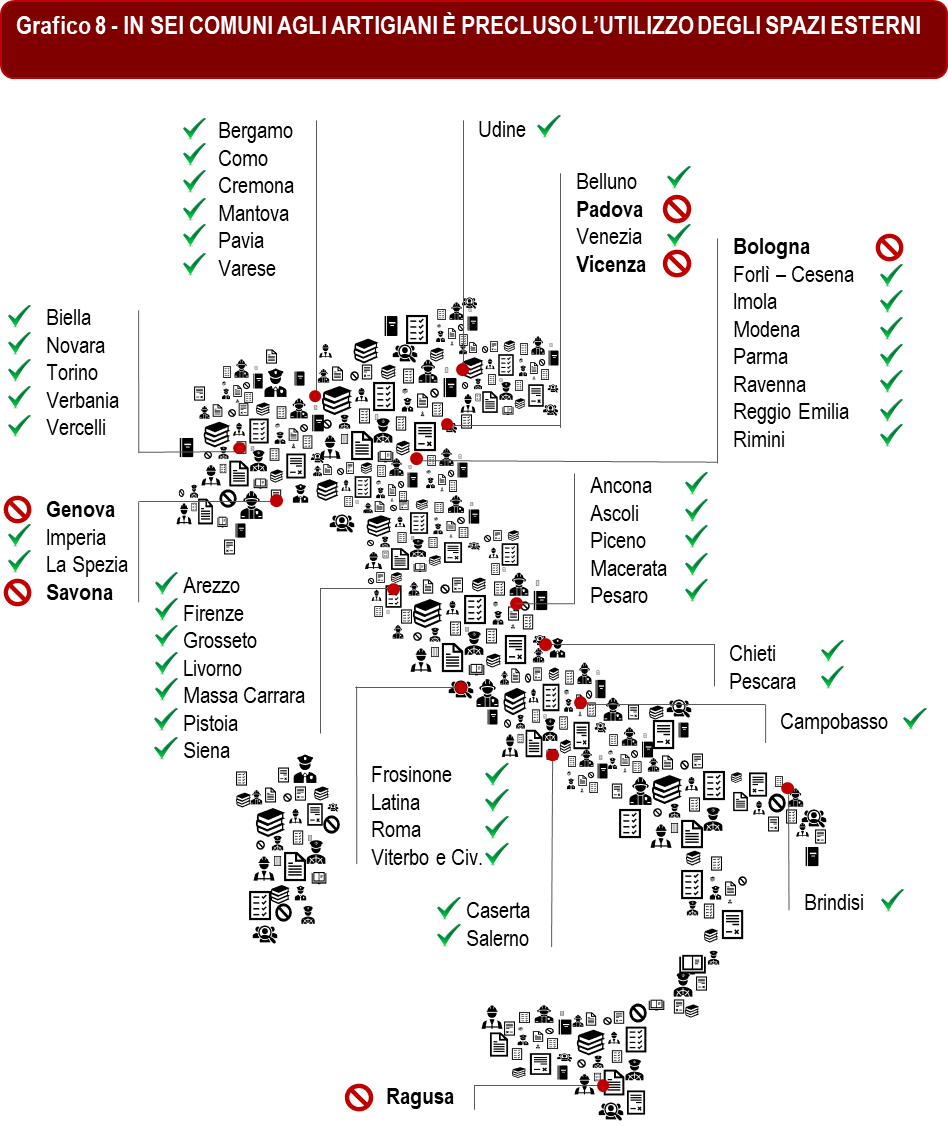 Grafico 8 - IN SEI COMUNI AGLI ARTIGIANI È PRECLUSO L'UTILIZZO DEGLI SPAZI ESTERNI
Bergamo
Como
Cremona
Mantova
Pavia
Varese
Udine
Belluno
Padova
Venezia
Vicenza
Bologna
Forlì – Cesena
Imola
Modena
Parma
Ravenna
Reggio Emilia
Rimini
Biella
Novara
Torino
Verbania
Vercelli
Genova
Imperia
La Spezia
Savona
Ancona
Ascoli
Piceno
Macerata
Pesaro
Arezzo
Firenze
Grosseto
Livorno
Massa Carrara
Pistoia
Siena
Chieti
Pescara
Campobasso
Frosinone
Latina
Roma
Viterbo e Civ.
Caserta
Salerno
Brindisi
Ragusa